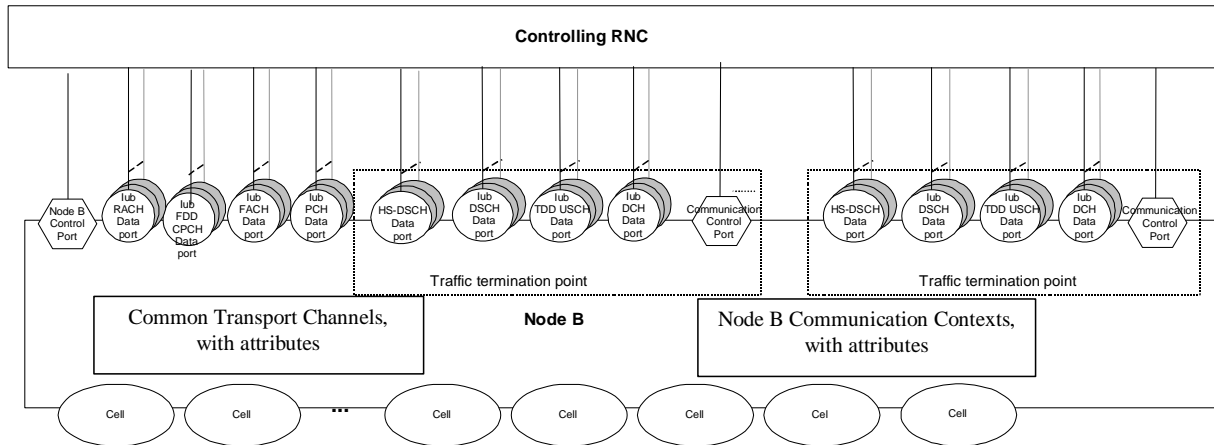 Controlling RNC
Node B
Control
Port
Iub
RACH
Data
port
Iub
FDD
CPCH
Data
port
Iub
FACH
Data
port
Iub
PCH
Data
port
HS-DSCH
Data
port
Iub
DSCH
Data
port
Iub
TDD USCH
Data
port
Iub
DCH
Data
port
Communication
Control
Port
........
HS-DSCH
Data
port
Iub
DSCH
Data
port
Iub
TDD USCH
Data
port
Iub
DCH
Data
port
Communication
Control
Port
Traffic termination point
Traffic termination point
Common Transport Channels,
with attributes
Node B
Node B Communication Contexts,
with attributes
Cell
Cell
...
Cell
Cell
Cell
Cel
Cell